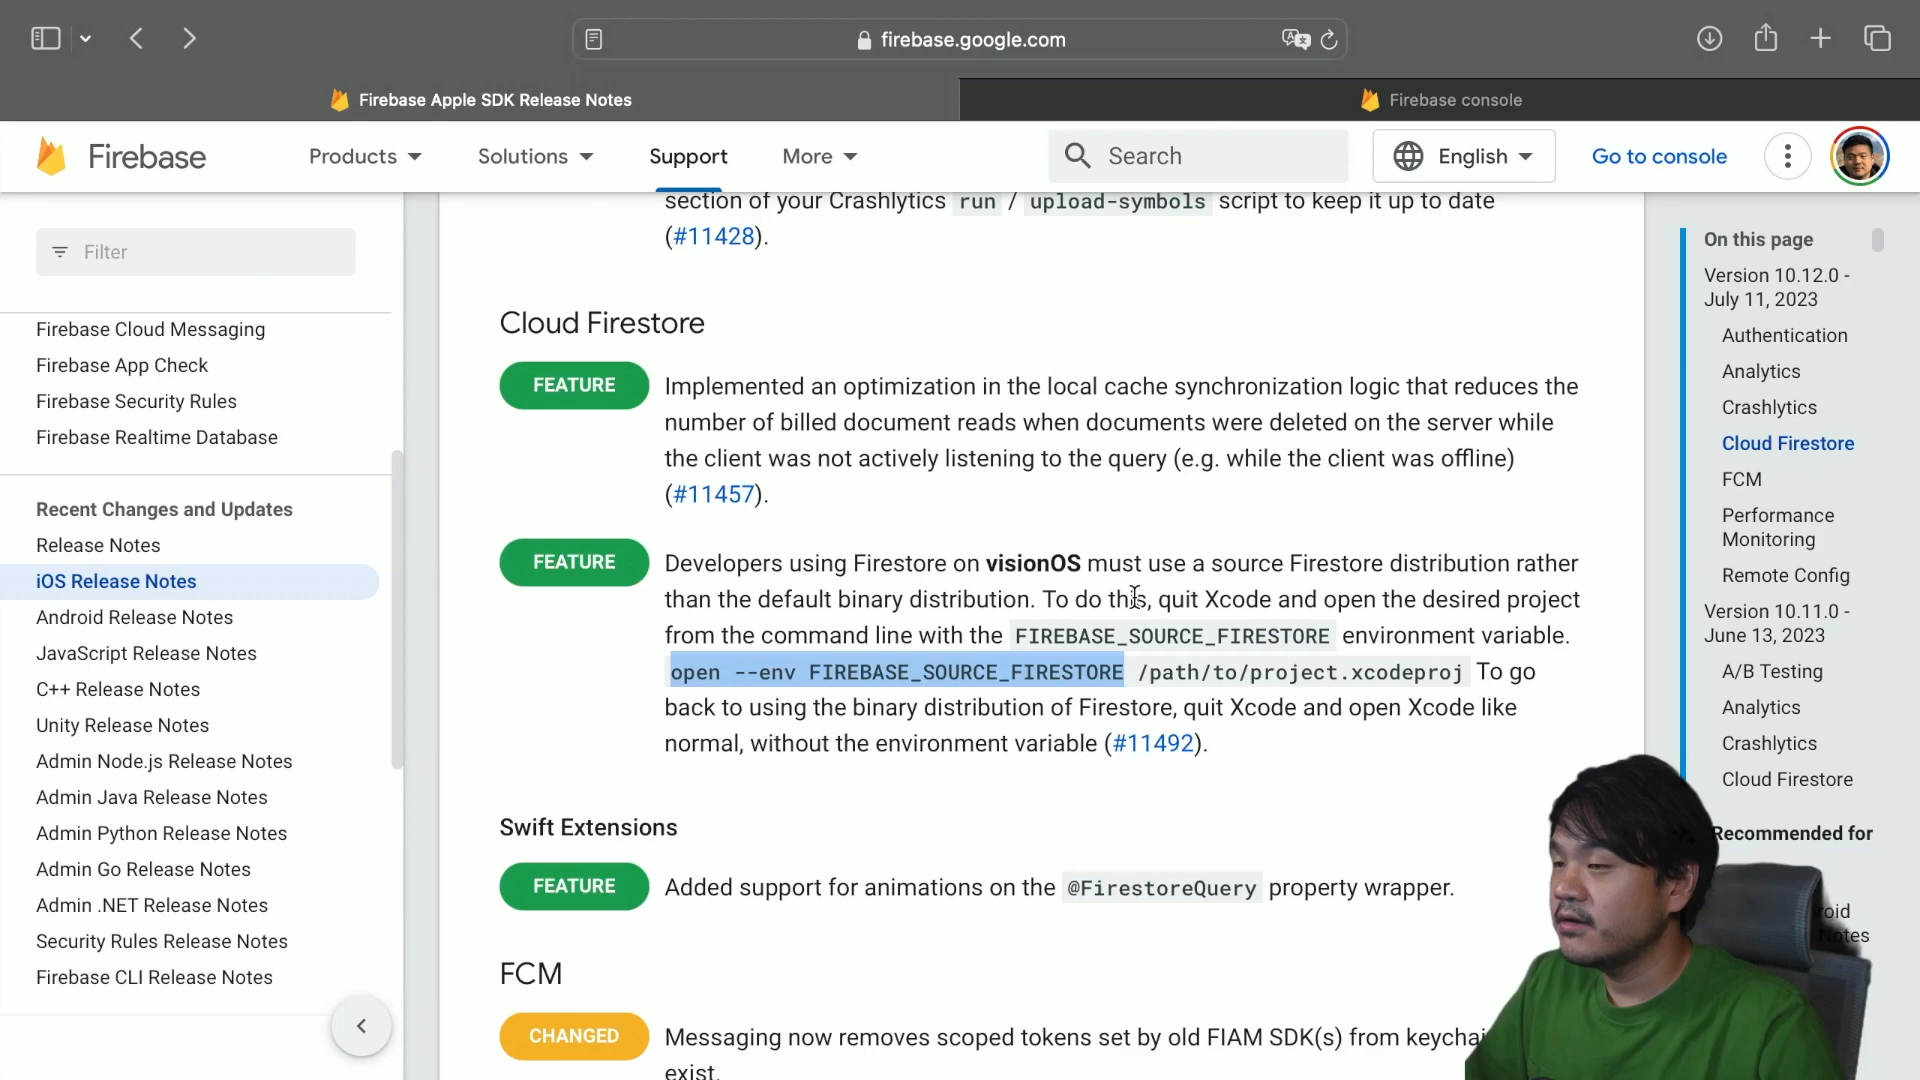 firebase.google.com
Firebase Apple SDK Release Notes
Firebase console
Firebase
Products
Solutions
Support
More
Search
English
Go to console
Filter
Firebase Cloud Messaging
Firebase App Check
Firebase Security Rules
Firebase Realtime Database
Recent Changes and Updates
Release Notes
iOS Release Notes
Android Release Notes
JavaScript Release Notes
C++ Release Notes
Unity Release Notes
Admin Node.js Release Notes
Admin Java Release Notes
Admin Python Release Notes
Admin Go Release Notes
Admin .NET Release Notes
Security Rules Release Notes
Firebase CLI Release Notes
section of your Crashlytics run / upload-symbols script to keep it up to date
(#11428).
Cloud Firestore
FEATURE
Implemented an optimization in the local cache synchronization logic that reduces the
number of billed document reads when documents were deleted on the server while
the client was not actively listening to the query (e.g. while the client was offline)
(#11457).
FEATURE
Developers using Firestore on visionOS must use a source Firestore distribution rather
than the default binary distribution. To do this, quit Xcode and open the desired project
from the command line with the FIREBASE_SOURCE_FIRESTORE environment variable.
open --env FIREBASE_SOURCE_FIRESTORE /path/to/project.xcodeproj To go
back to using the binary distribution of Firestore, quit Xcode and open Xcode like
normal, without the environment variable (#11492).
Swift Extensions
FEATURE
Added support for animations on the @FirestoreQuery property wrapper.
FCM
CHANGED
Messaging now removes scoped tokens set by old FIAM SDK(s) from
exist.
On this page
Version 10.12.0 -
July 11, 2023
Authentication
Analytics
Crashlytics
Cloud Firestore
FCM
Performance
Monitoring
Remote Config
Version 10.11.0 -
June 13, 2023
A/B Testing
Analytics
Crashlytics
Cloud Firestore
Recommended for